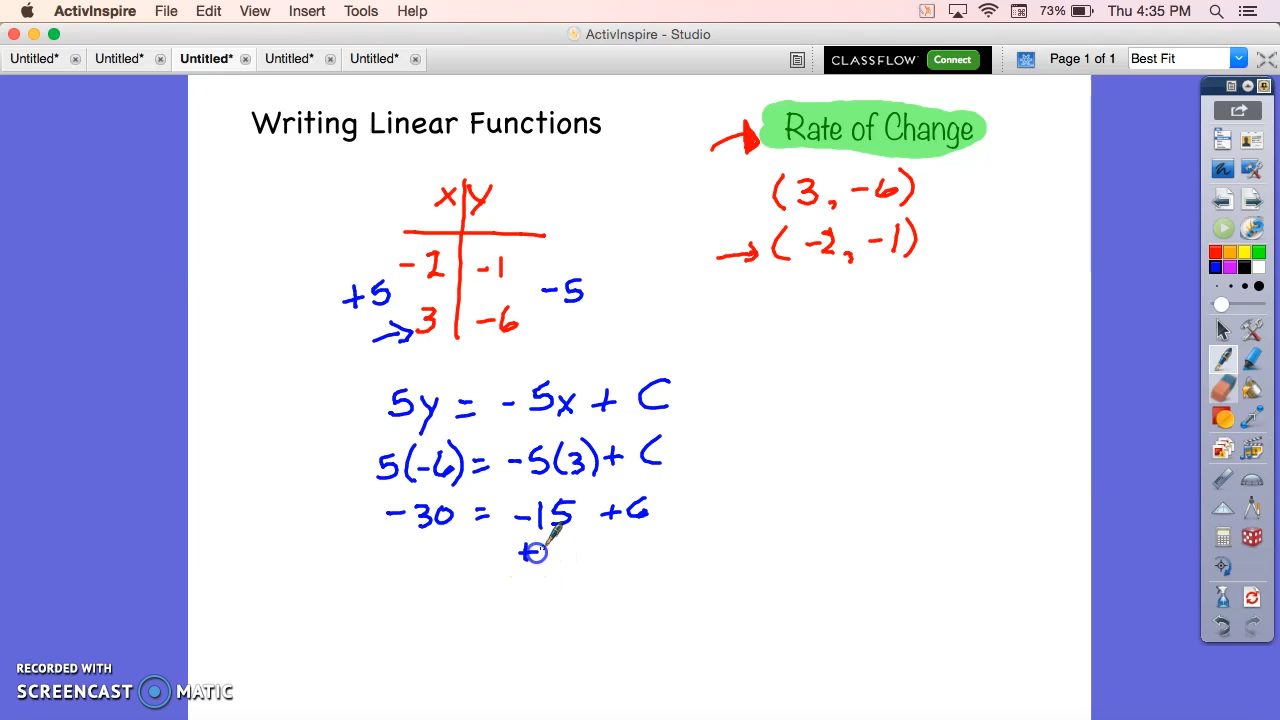 ActivInspire File Edit View Insert Tools Help 73% Thu 4:35 PM
ActivInspire - Studio
Untitled* Untitled* Untitled* Untitled* Untitled* CLASSFLOW Connect Page 1 of 1 Best Fit
Writing Linear Functions
x y
-2 -1
+5 -5
3 -6
Rate of Change
(3, -6)
(-2, -1)
5y = -5x + C
5(-6) = -5(3) + C
-30 = -15 + C
+
RECORDED WITH
SCREENCAST MATIC